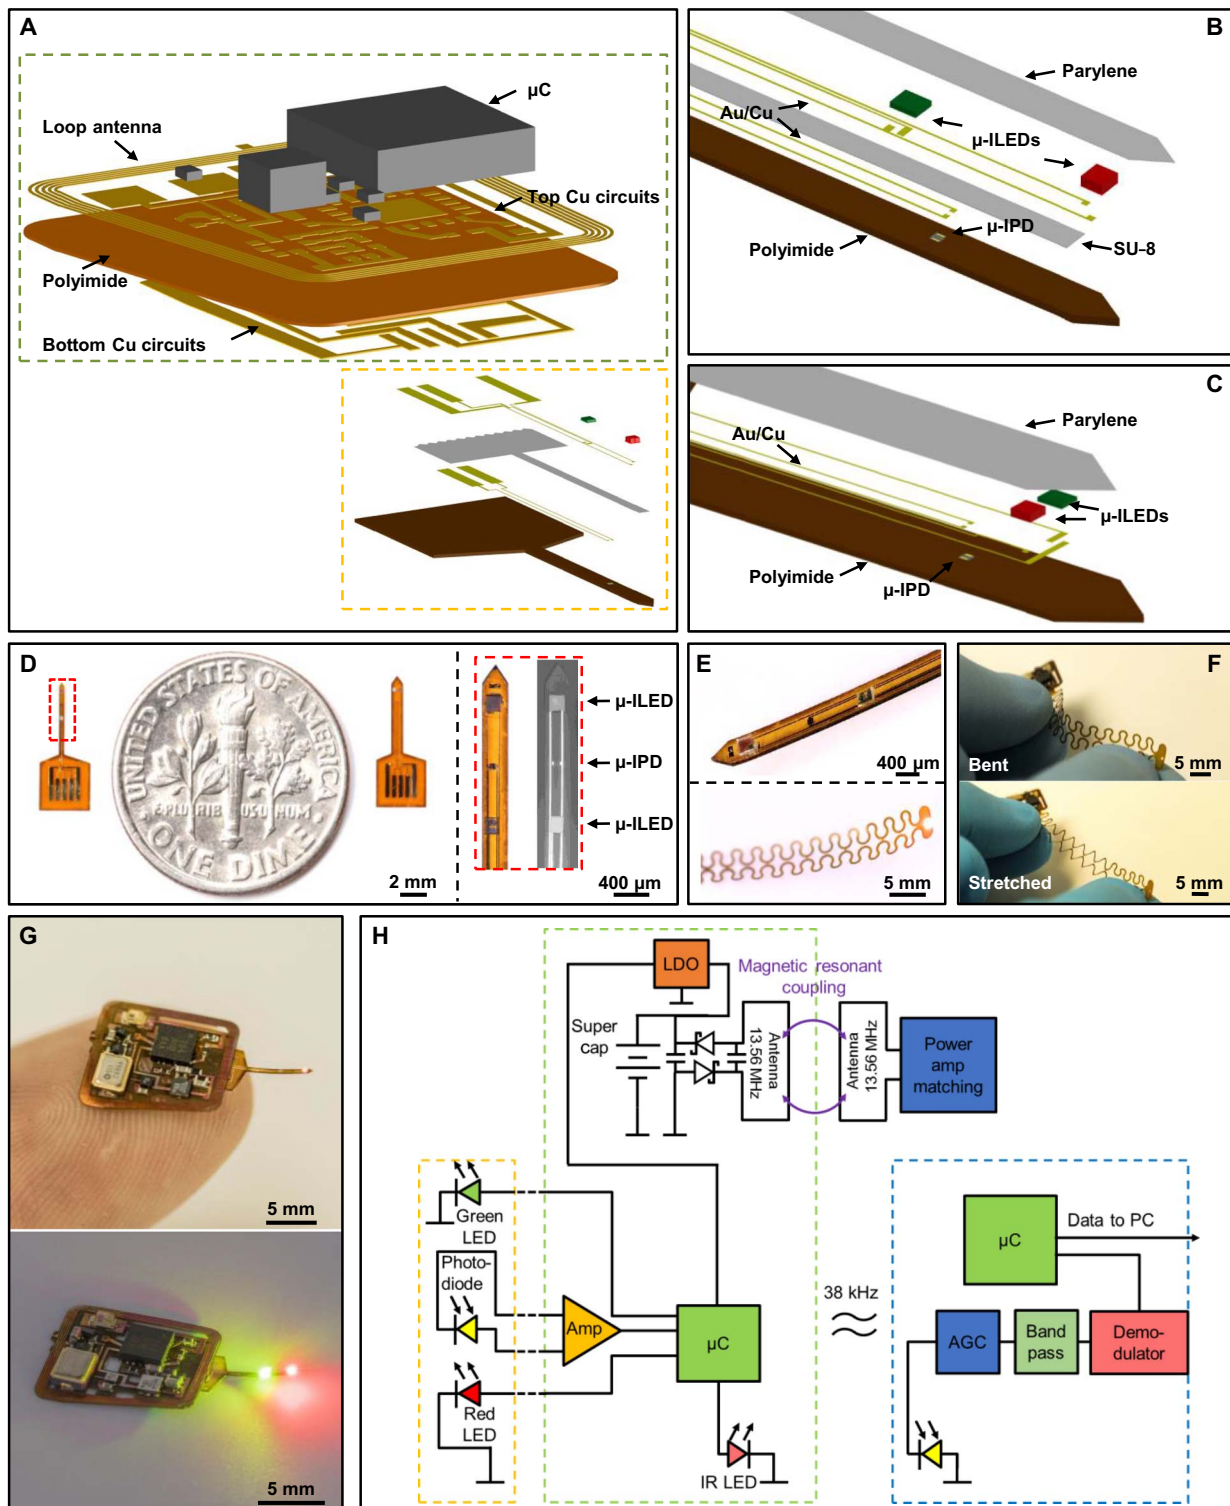 A
µC
Loop antenna
Top Cu circuits
Polyimide
Bottom Cu circuits
B
Parylene
Au/Cu
µ-ILEDs
µ-IPD
Polyimide
SU-8
C
Parylene
Au/Cu
µ-ILEDs
Polyimide
µ-IPD
D
UNITED STATES OF AMERICA
E·PLURIBUS UNUM
· ONE DIME ·
2 mm
µ-ILED
µ-IPD
µ-ILED
400 µm
E
400 µm
5 mm
F
Bent
5 mm
Stretched
5 mm
G
5 mm
5 mm
H
LDO
Magnetic resonant
coupling
Super
cap
Antenna
13.56 MHz
Antenna
13.56 MHz
Power
amp
matching
Green
LED
Photo-
diode
Amp
µC
Red
LED
IR LED
38 kHz
µC
Data to PC
AGC
Band
pass
Demo-
dulator